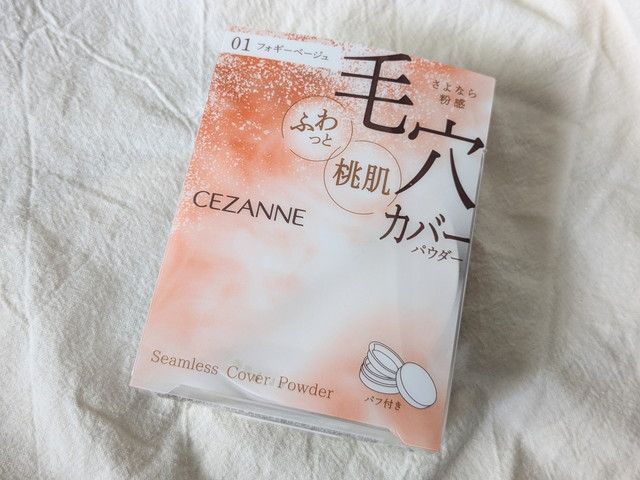 01 フォギーベージュ
さよなら
粉感
毛穴
カバー
パウダー
ふわ
っと
桃肌
CEZANNE
Seamless Cover Powder
パフ付き